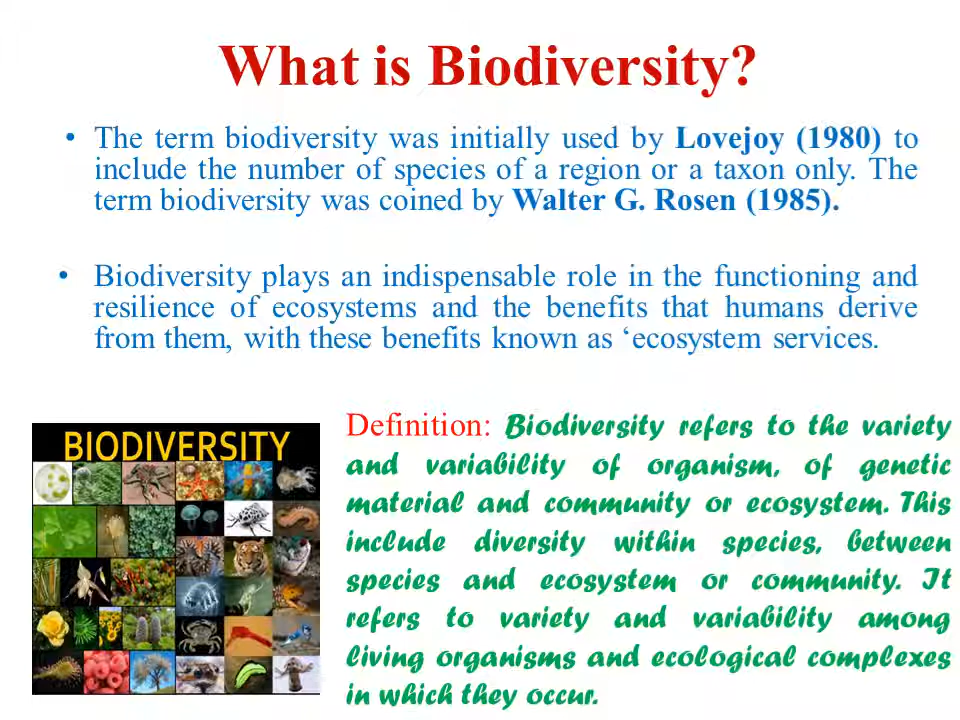 What is Biodiversity?
• The term biodiversity was initially used by Lovejoy (1980) to
include the number of species of a region or a taxon only. The
term biodiversity was coined by Walter G. Rosen (1985).
• Biodiversity plays an indispensable role in the functioning and
resilience of ecosystems and the benefits that humans derive
from them, with these benefits known as ‘ecosystem services.
Definition: Biodiversity refers to the variety
and variability of organism, of genetic
material and community or ecosystem. This
include diversity within species, between
species and ecosystem or community. It
refers to variety and variability among
living organisms and ecological complexes
in which they occur.
BIODIVERSITY